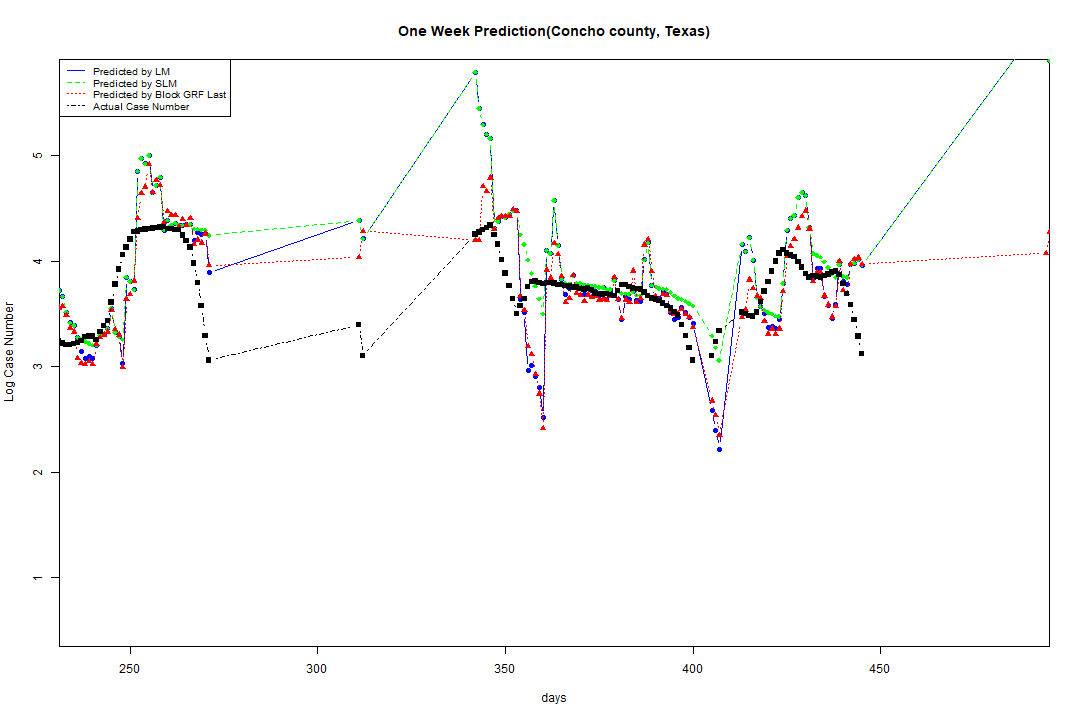 One Week Prediction(Concho county, Texas)
Predicted by LM
Predicted by SLM
Predicted by Block GRF Last
Actual Case Number
5
4
3
2
1
Log Case Number
250 300 350 400 450
days